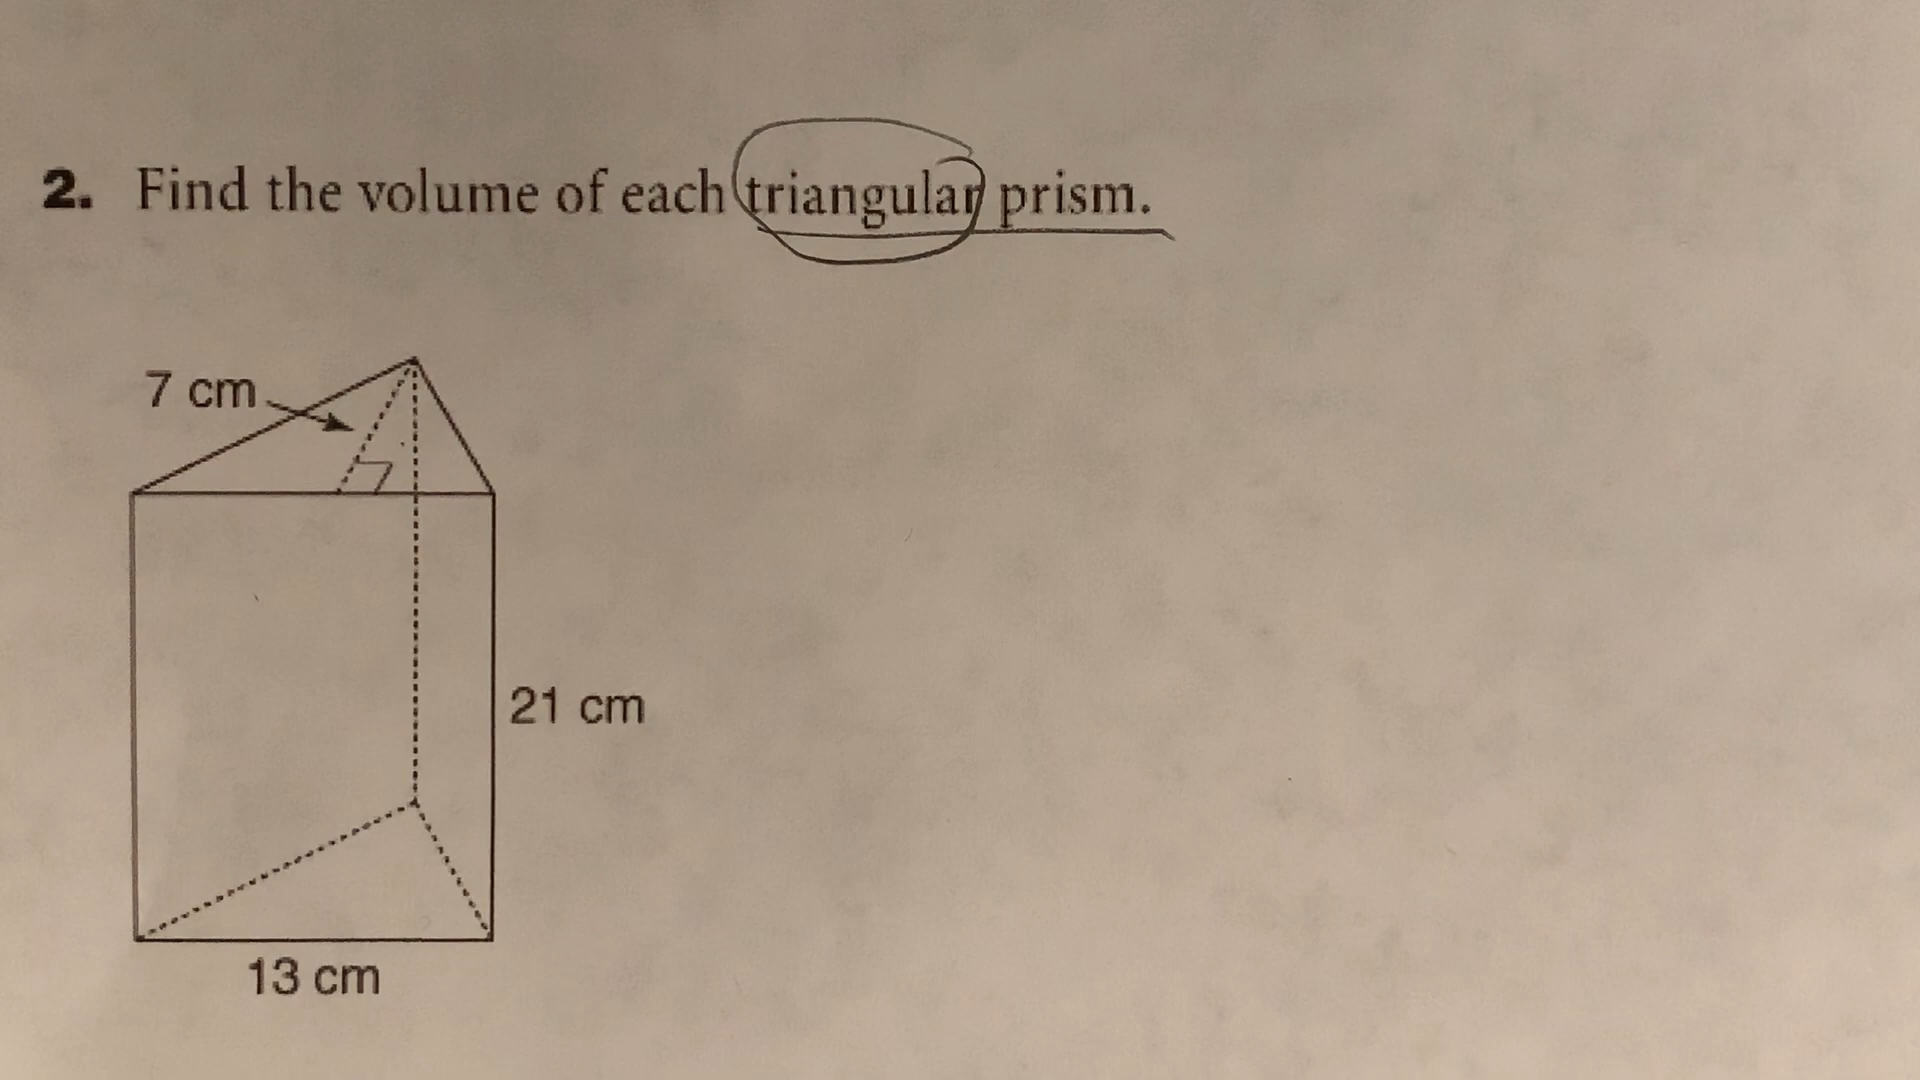 2. Find the volume of each triangular prism.
7 cm
21 cm
13 cm